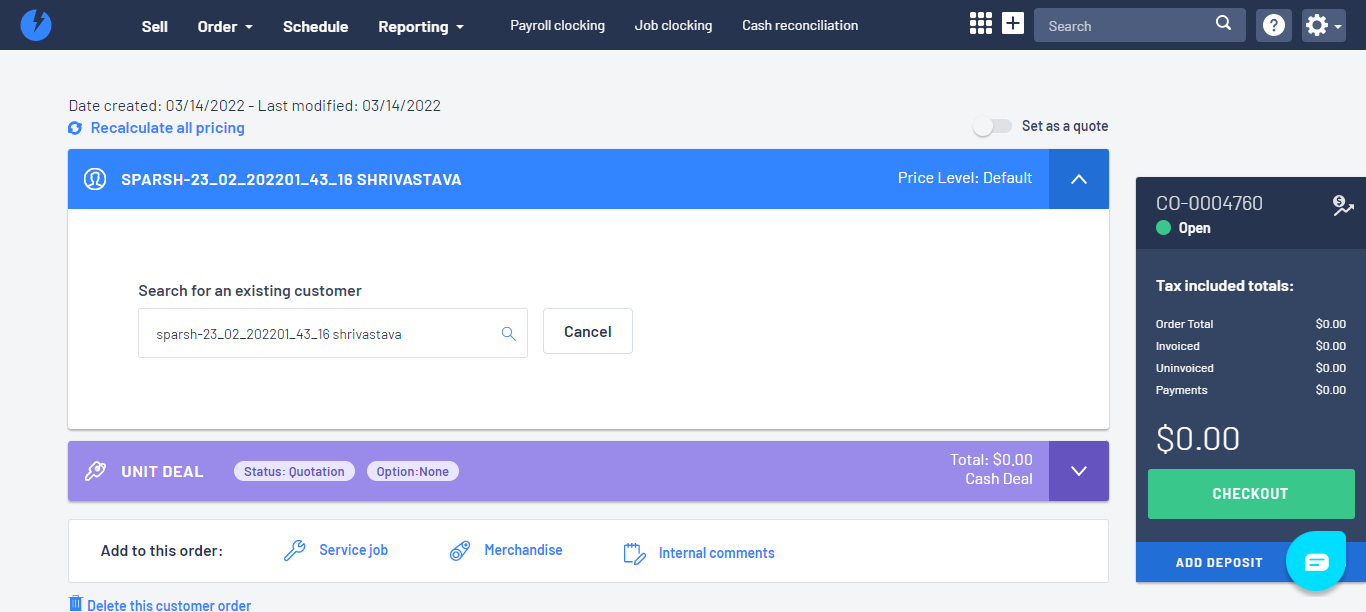 Sell
Order
Schedule
Reporting
Payroll clocking
Job clocking
Cash reconciliation
Search
Date created: 03/14/2022 - Last modified: 03/14/2022
Recalculate all pricing
Set as a quote
SPARSH-23_02_202201_43_16 SHRIVASTAVA
Price Level: Default
Search for an existing customer
sparsh-23_02_202201_43_16 shrivastava
Cancel
UNIT DEAL
Status: Quotation
Option:None
Total: $0.00
Cash Deal
Add to this order:
Service job
Merchandise
Internal comments
Delete this customer order
CO-0004760
Open
Tax included totals:
Order Total $0.00
Invoiced $0.00
Uninvoiced $0.00
Payments $0.00
$0.00
CHECKOUT
ADD DEPOSIT